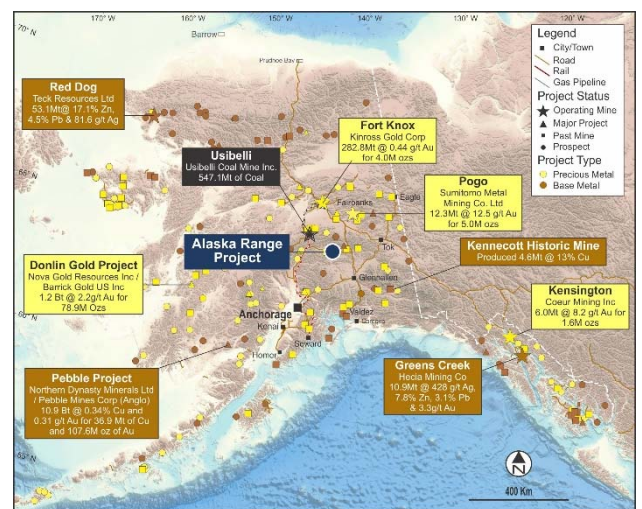 170° W
160° W
150° W
140° W
130° W
120° W
70° N
Barrow
Prudhoe Bay
Legend
City/Town
Road
Rail
Gas Pipeline
Project Status
Operating Mine
Major Project
Past Mine
Prospect
Project Type
Precious Metal
Base Metal
Red Dog
Teck Resources Ltd
53.1Mt@ 17.1% Zn,
4.5% Pb & 81.6 g/t Ag
Fort Knox
Kinross Gold Corp
282.8Mt @ 0.44 g/t Au
for 4.0M ozs
Usibelli
Usibelli Coal Mine Inc.
547.1Mt of Coal
65° N
Pogo
Sumitomo Metal
Mining Co. Ltd
12.3Mt @ 12.5 g/t Au
for 5.0M ozs
Fairbanks
Eagle
Alaska Range
Project
Tok
Kennecott Historic Mine
Produced 4.6Mt @ 13% Cu
Donlin Gold Project
Nova Gold Resources Inc /
Barrick Gold US Inc
1.2 Bt @ 2.2g/t Au for
78.9M Ozs
Glennallen
Kensington
Coeur Mining Inc
6.0Mt @ 8.2 g/t Au for
1.6M ozs
60° N
Anchorage
Valdez
Cordova
Kenai
Seward
Homer
Pebble Project
Northern Dynasty Minerals Ltd
/ Pebble Mines Corp (Anglo)
10.9 Bt @ 0.34% Cu and
0.31 g/t Au for 36.9 Mt of Cu
and 107.6M oz of Au
Greens Creek
Hecla Mining Co
10.9Mt @ 428 g/t Ag,
7.8% Zn, 3.1% Pb
& 3.3g/t Au
55° N
N
400 Km